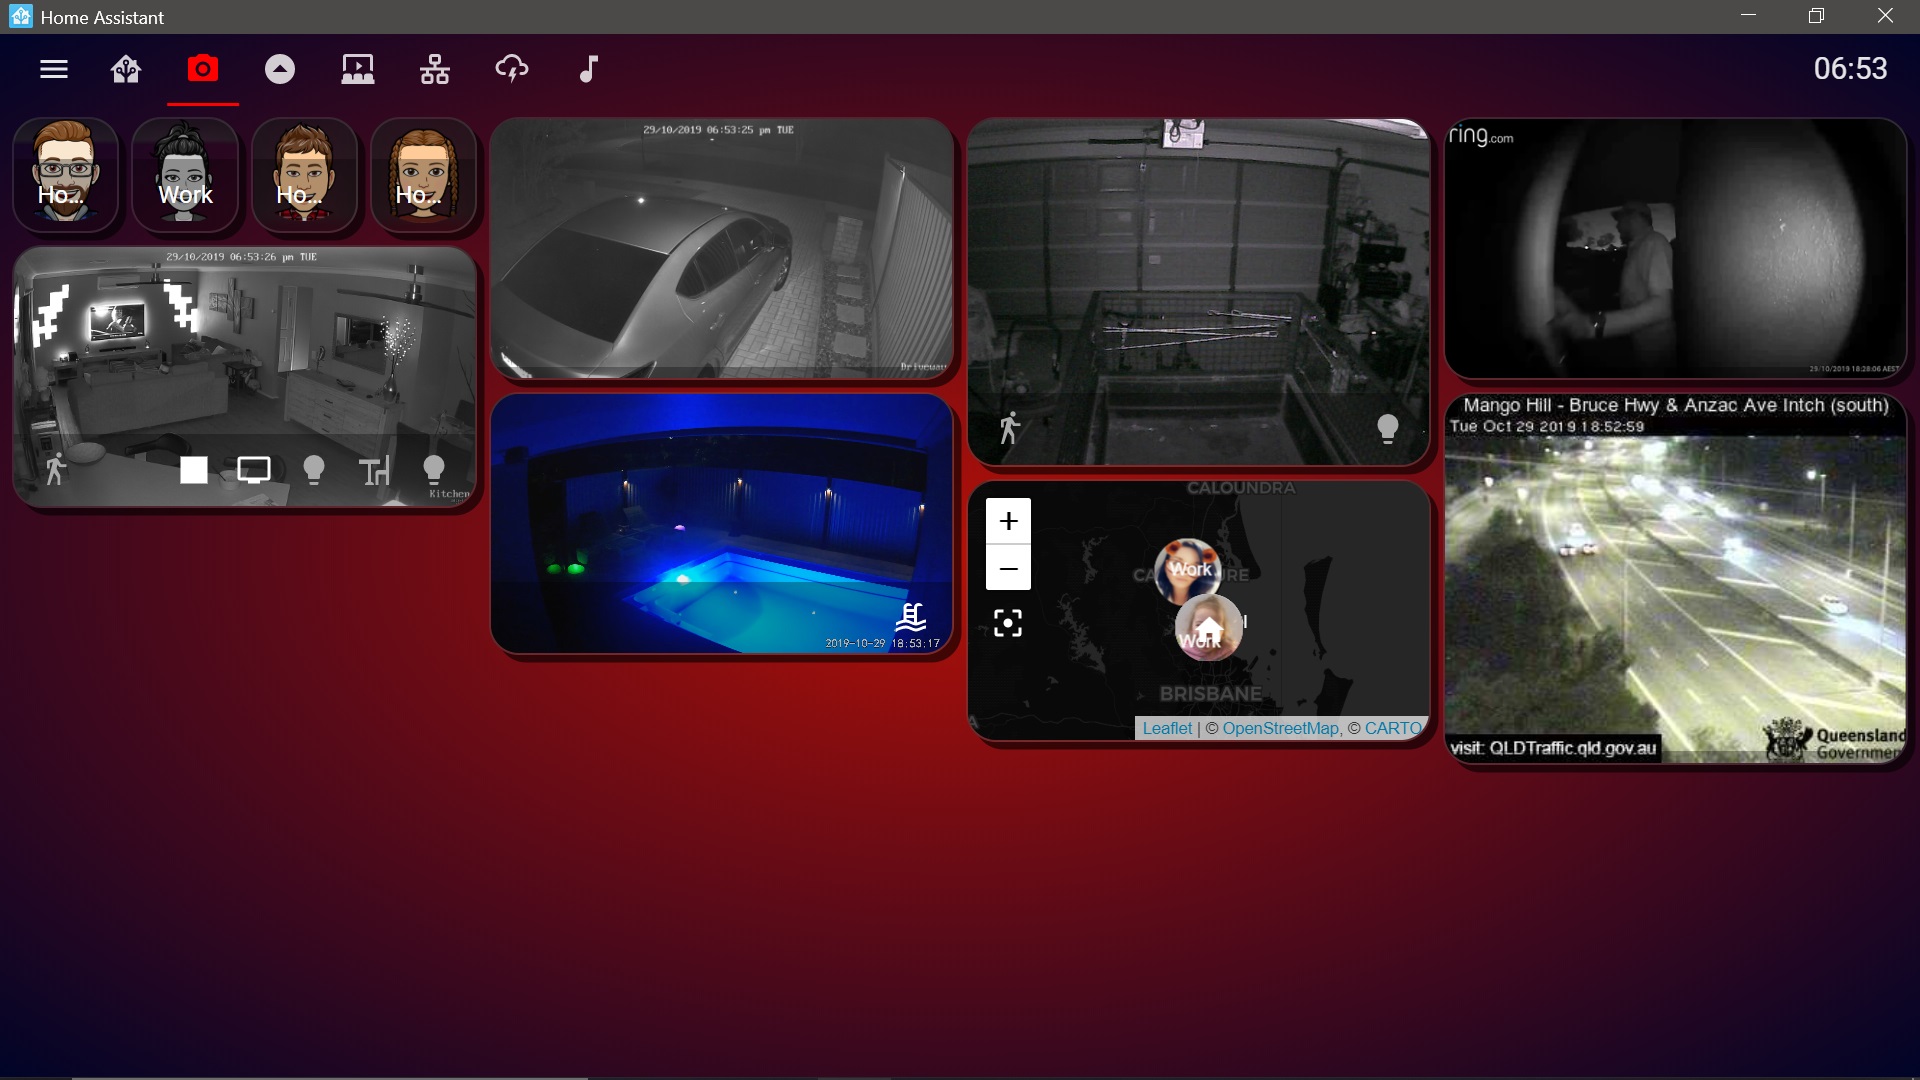 Home Assistant
06:53
Ho...
Work
Ho...
Ho...
29/10/2019 06:53:26 pm TUE
Kitchen
29/10/2019 06:53:25 pm TUE
Driveway
2019-10-29 18:53:17
CALOUNDRA
Work
Work
BRISBANE
Leaflet | © OpenStreetMap, © CARTO
ring.com
29/10/2019 18:28:06 AEST
Mango Hill - Bruce Hwy & Anzac Ave Intch (south)
Tue Oct 29 2019 18:52:59
visit: QLDTraffic.qld.gov.au
Queensland
Government